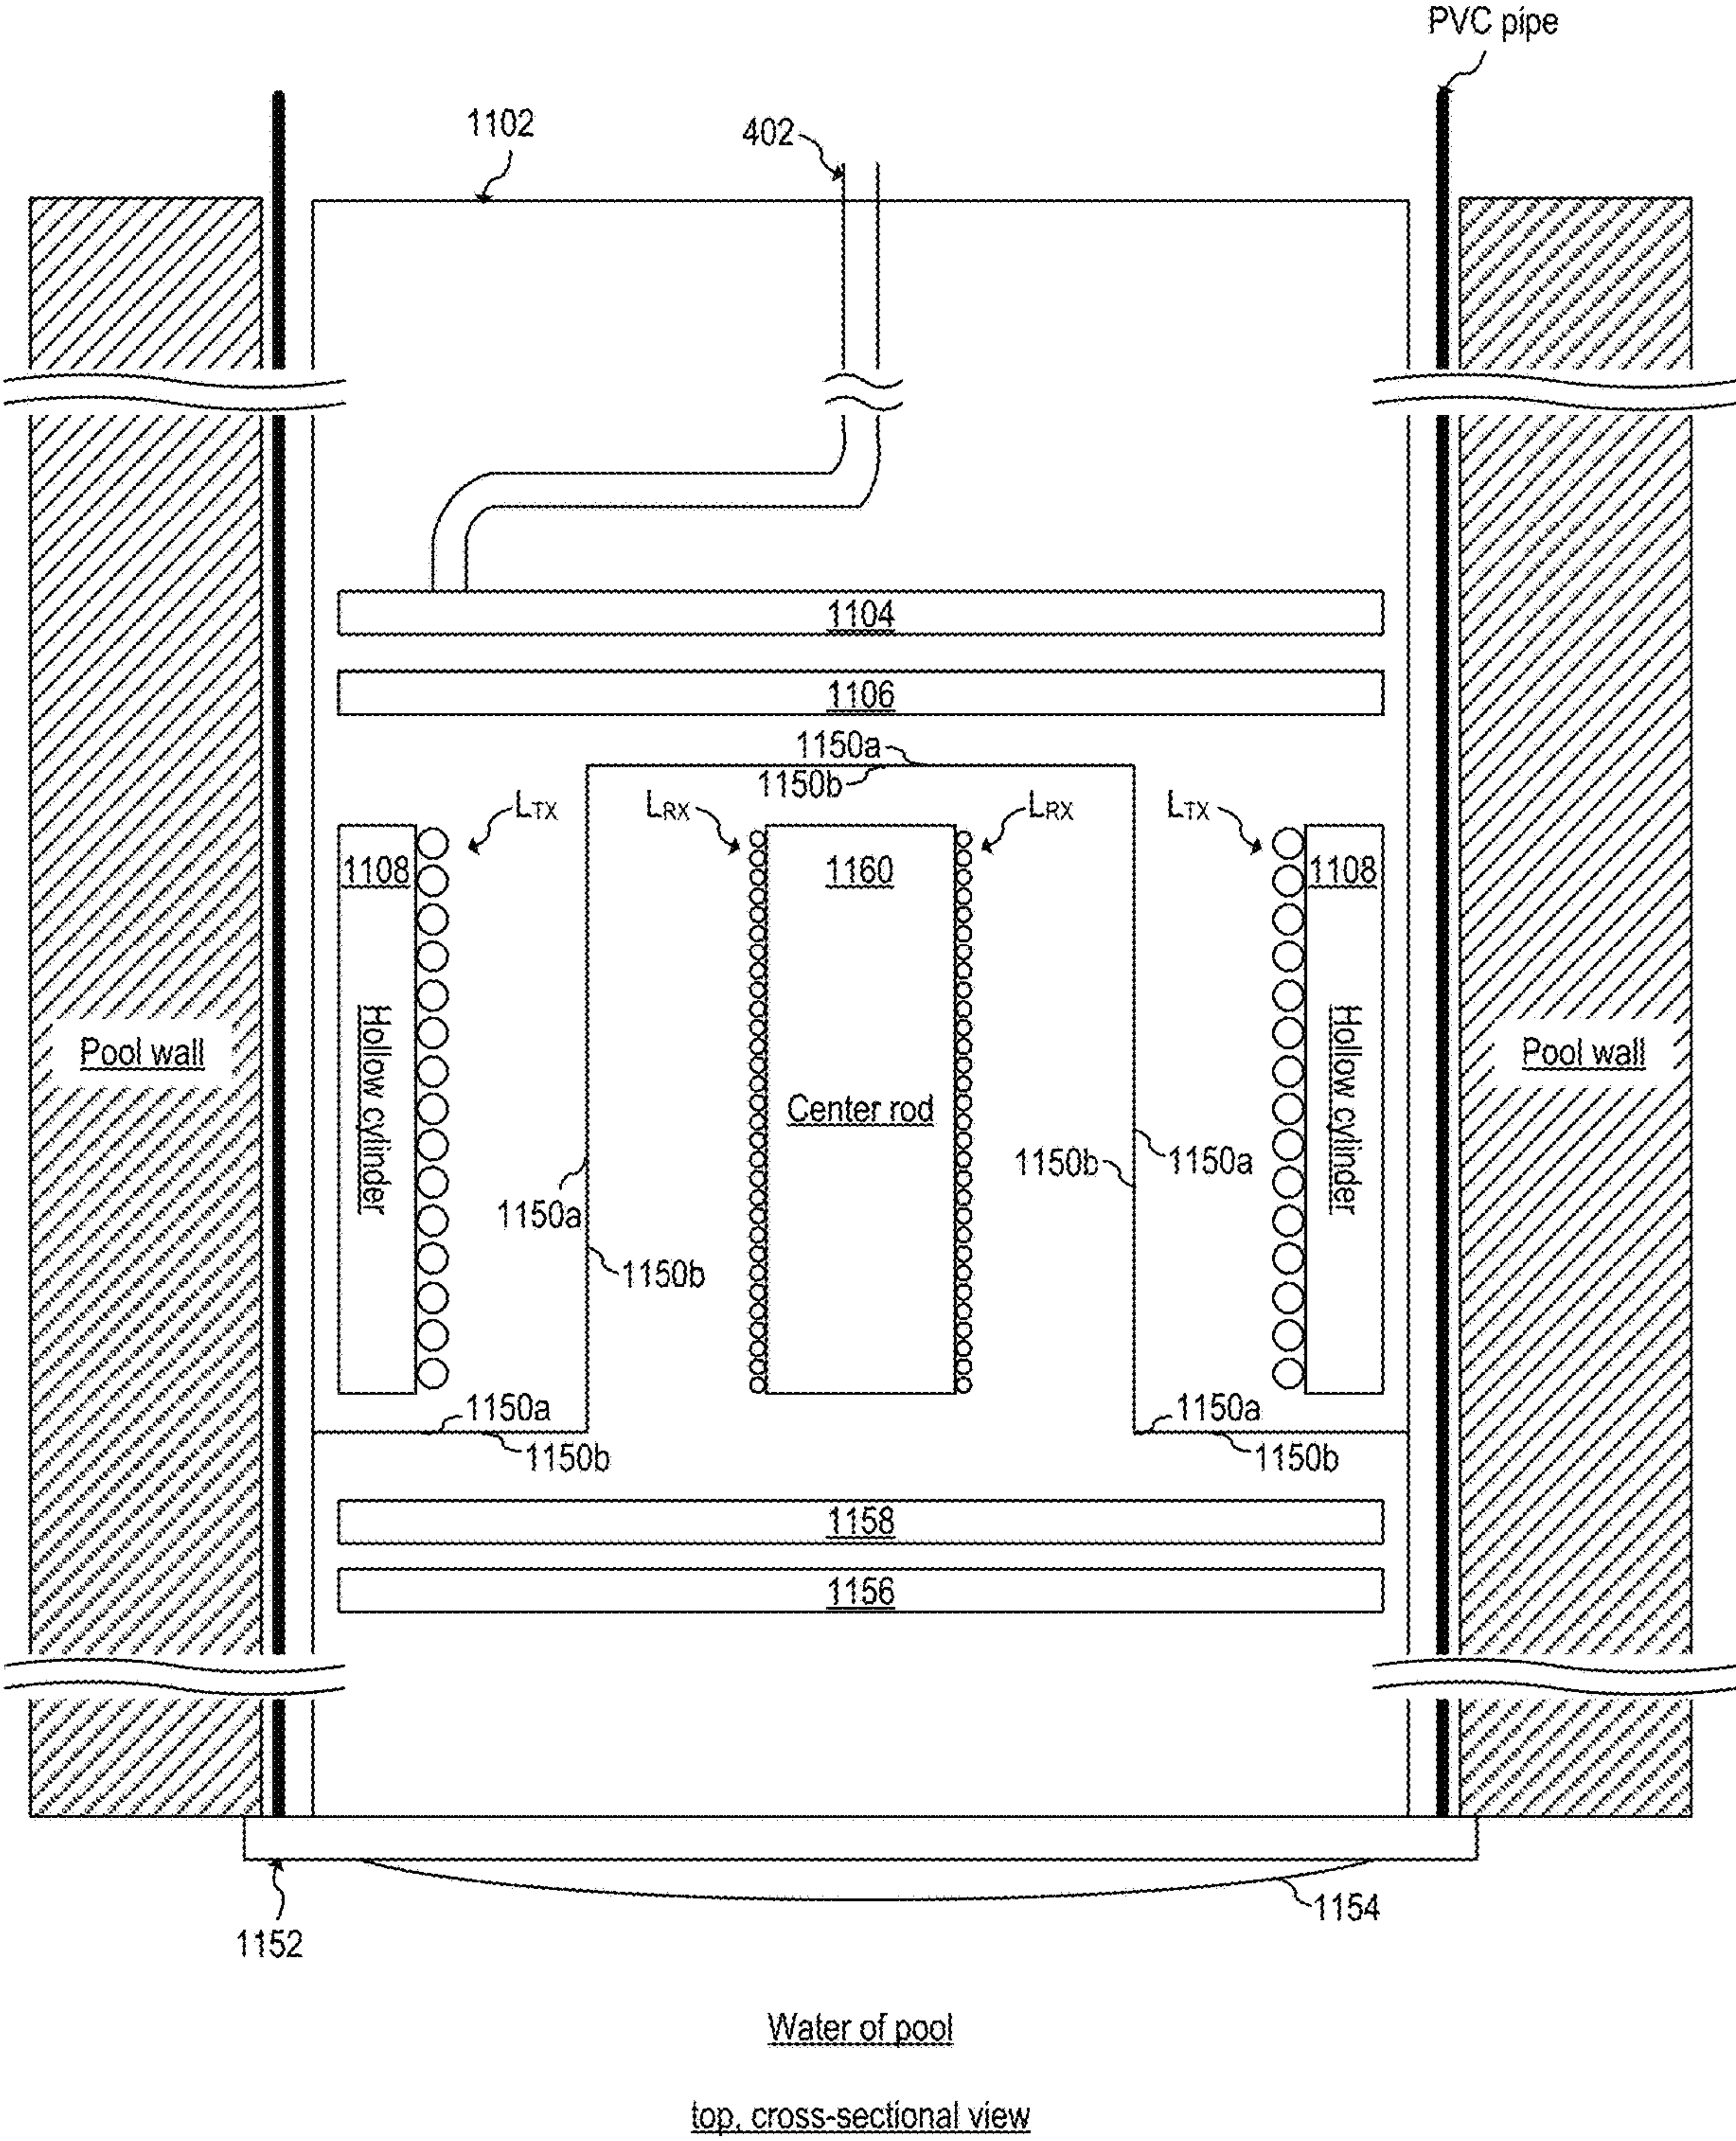 PVC pipe
1102
402
1104
1106
1150a
1150b
LTX
LRX
LRX
LTX
1108
1160
1108
Hollow cylinder
Hollow cylinder
Pool wall
Pool wall
Center rod
1150b
1150a
1150a
1150b
1150a
1150b
1150a
1150b
1158
1156
1154
1152
Water of pool
top, cross-sectional view